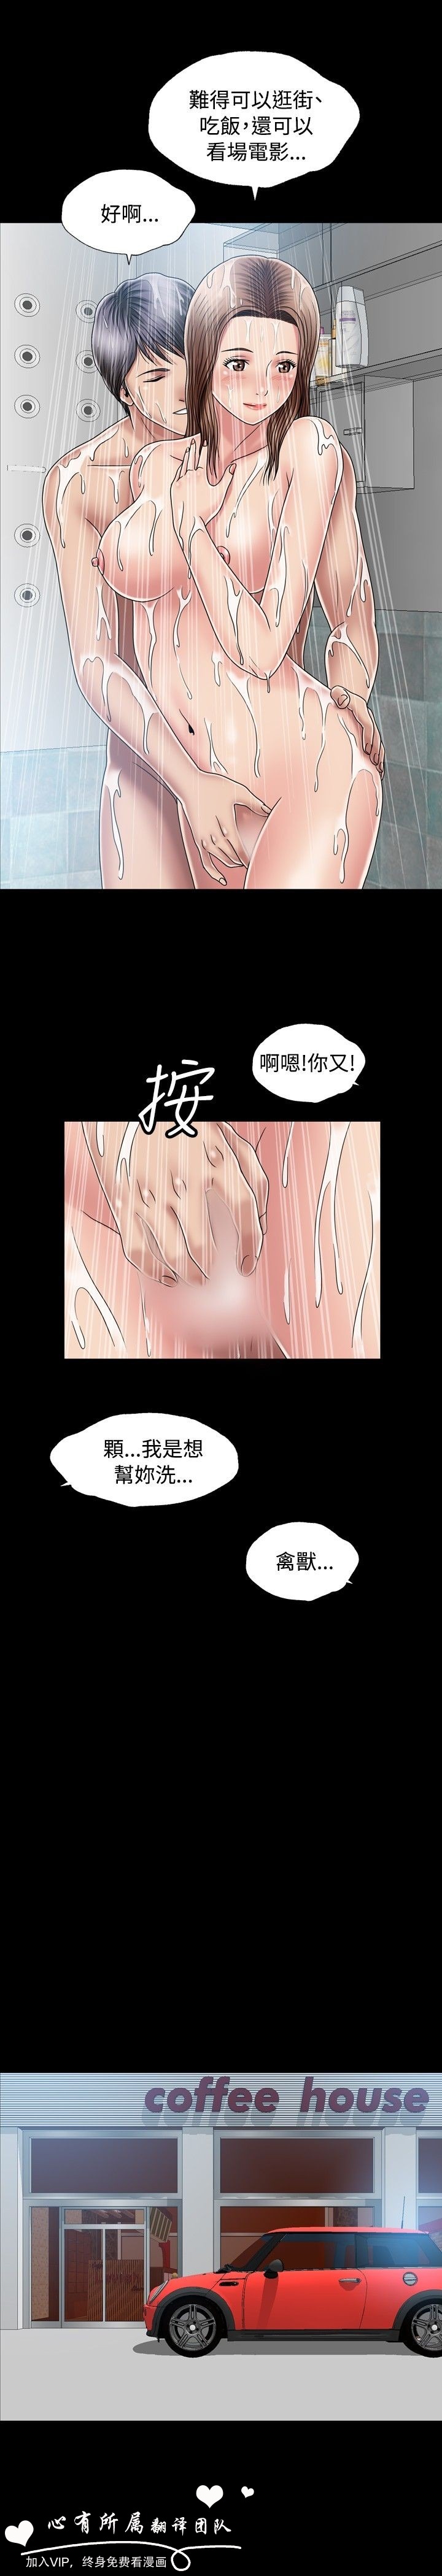 難得可以逛街、
吃飯，還可以
看場電影...
好啊...
啊嗯!你又!
按
顆...我是想
幫妳洗...
禽獸...
coffee house
心有所属翻译团队
加入VIP，终身免费看漫画